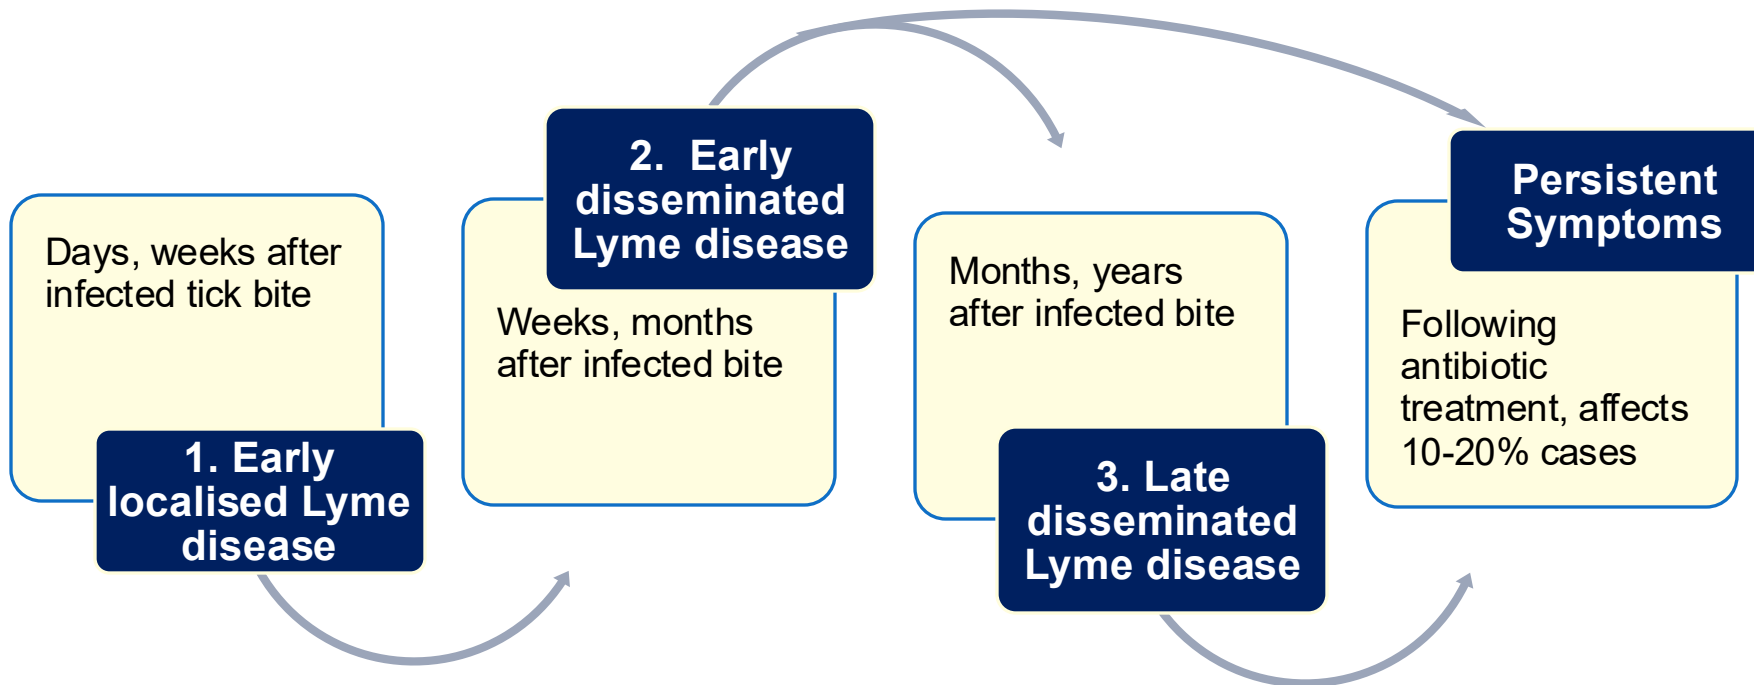 Days, weeks after
infected tick bite
1. Early
localised Lyme
disease
2.  Early
disseminated
Lyme disease
Weeks, months
after infected bite
Months, years
after infected bite
3. Late
disseminated
Lyme disease
Persistent
Symptoms
Following
antibiotic
treatment, affects
10-20% cases